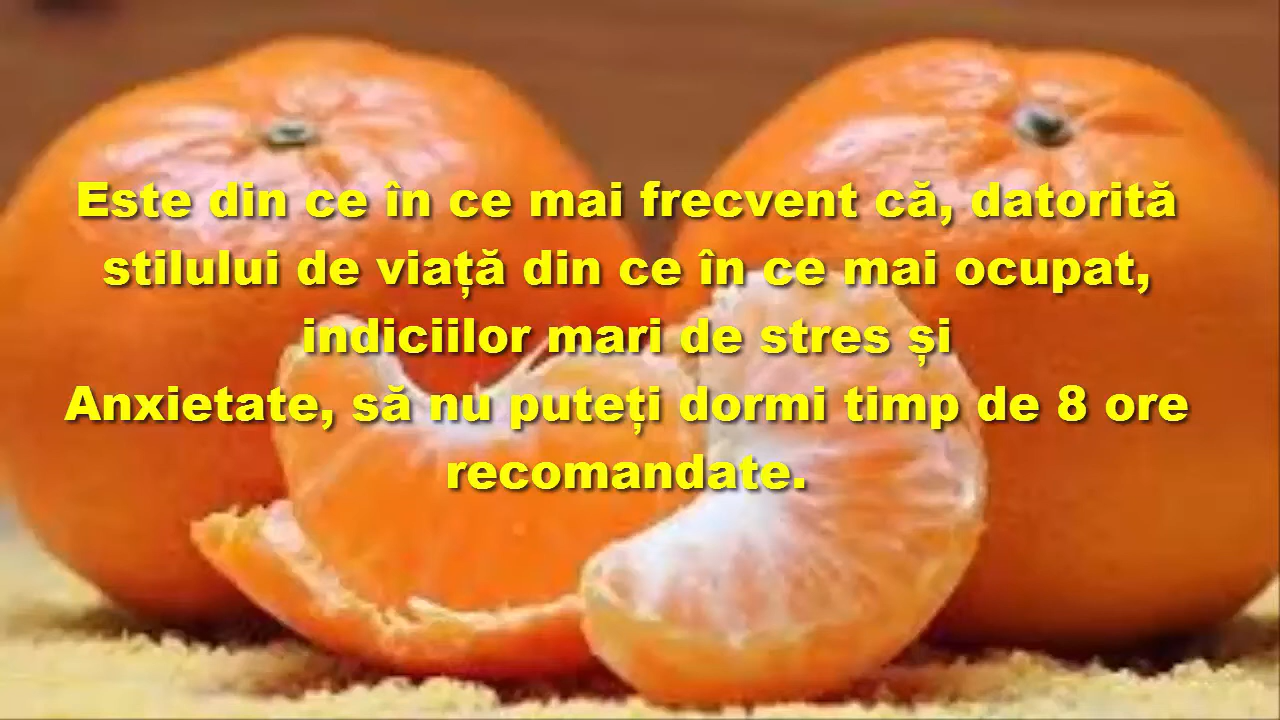 Este din ce în ce mai frecvent că, datorită
stilului de viață din ce în ce mai ocupat,
indiciilor mari de stres și
Anxietate, să nu puteți dormi timp de 8 ore
recomandate.